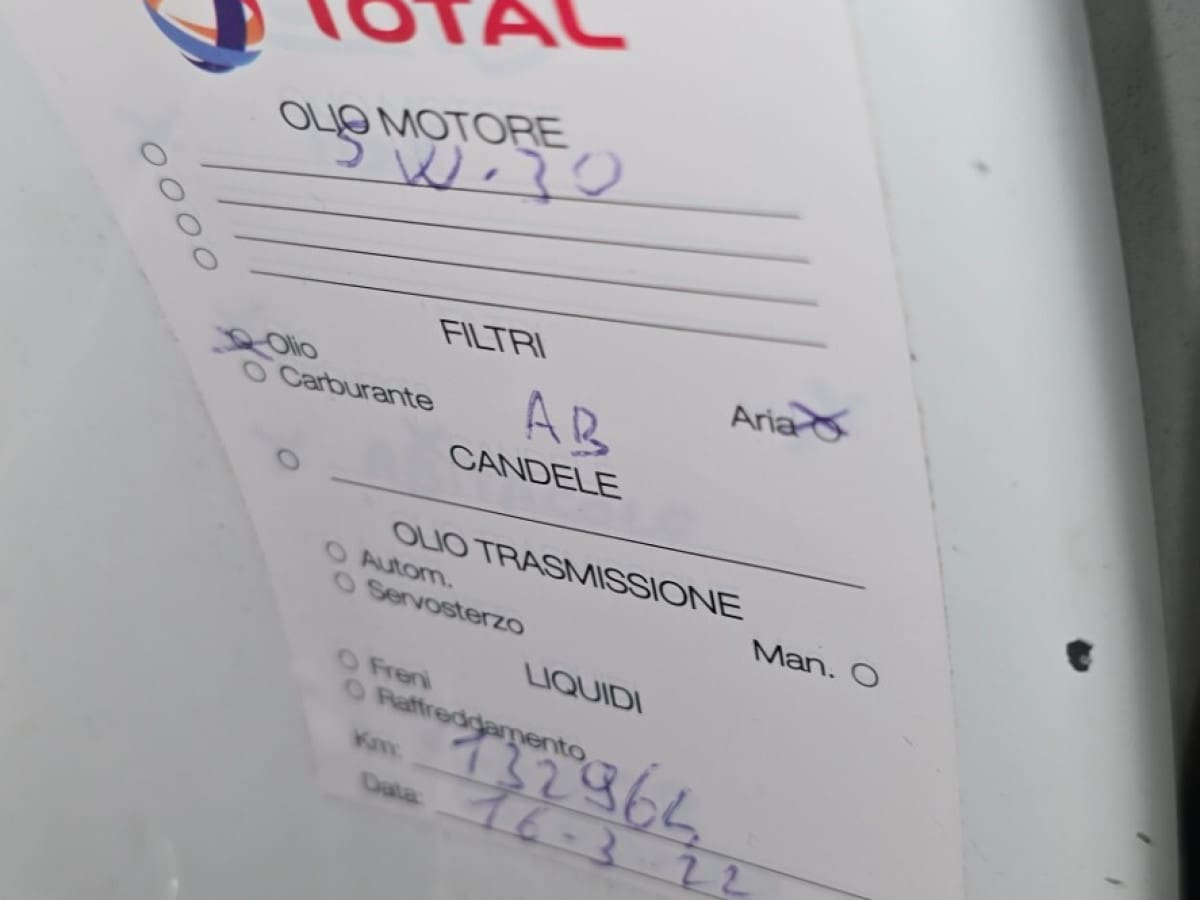 TOTAL
OLIO MOTORE
5W-30
FILTRI
Olio
Carburante
Aria
AB
CANDELE
OLIO TRASMISSIONE
Autom.
Servosterzo
Man.
LIQUIDI
Freni
Raffreddamento
Km: 132964
Data: 16-3-22